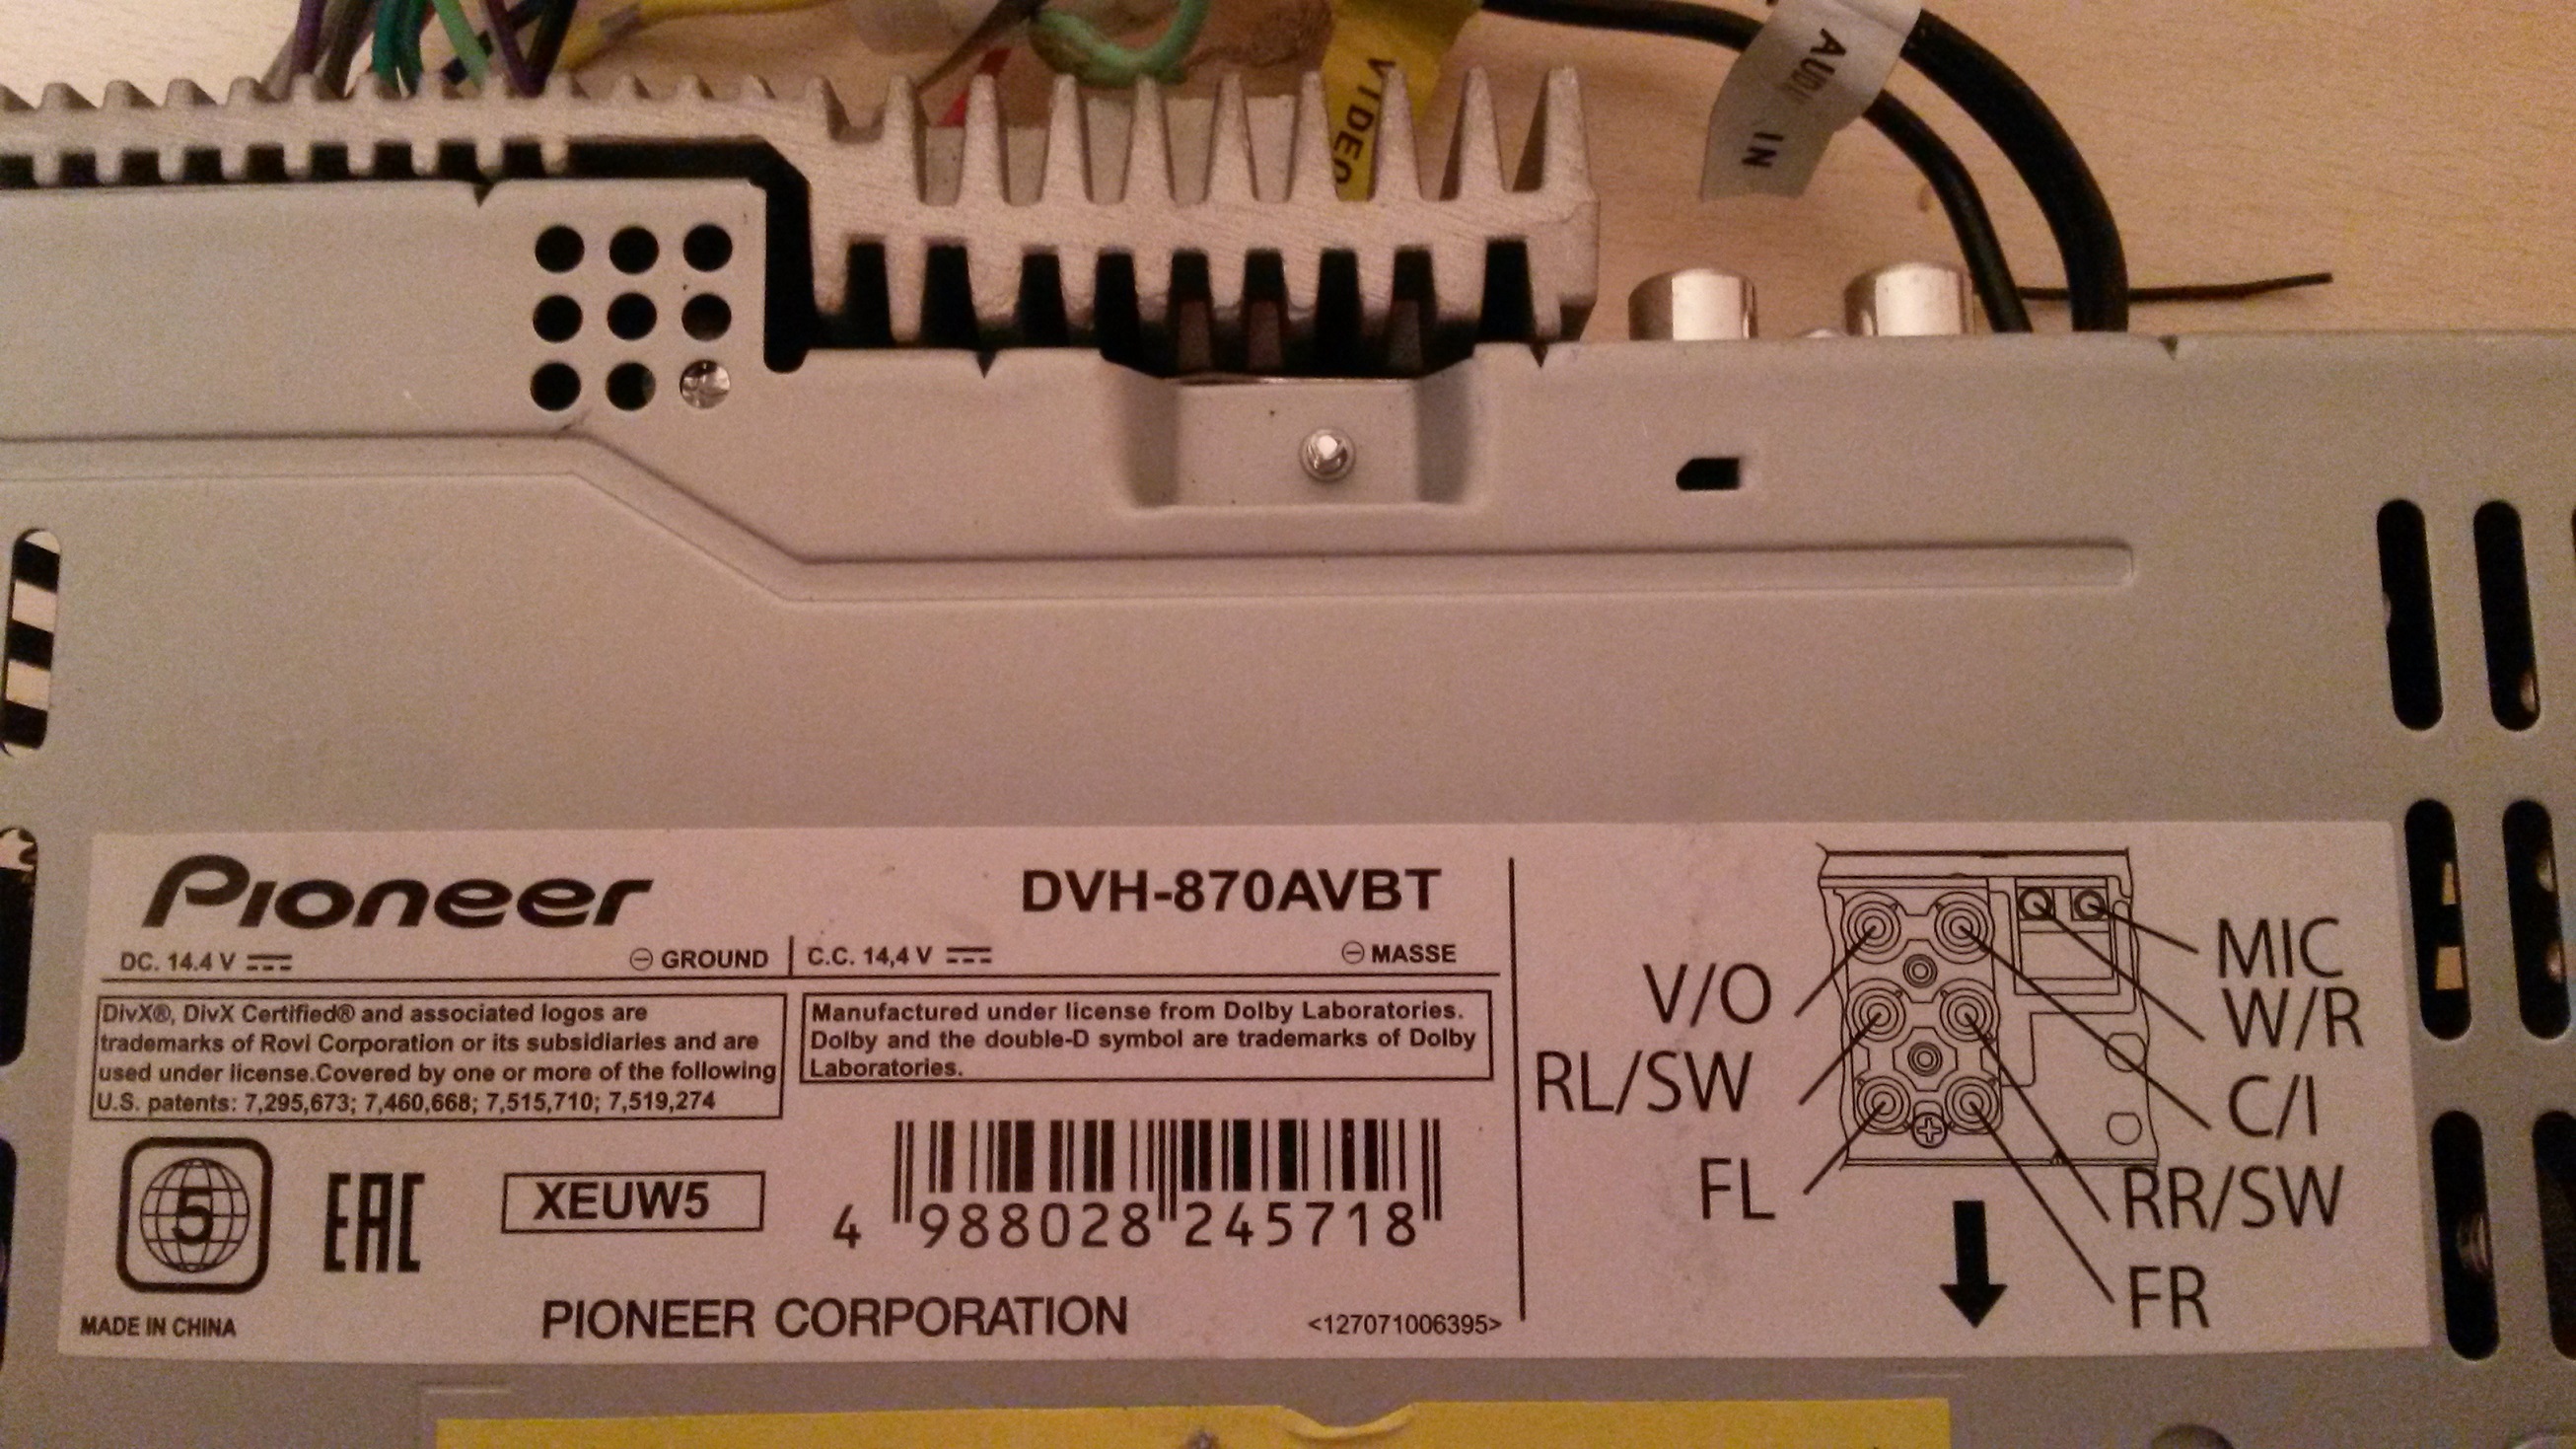 VIDEO
AUDIO IN
Pioneer
DVH-870AVBT
DC. 14.4 V
GROUND
C.C. 14,4 V
MASSE
DivX®, DivX Certified® and associated logos are
trademarks of Rovi Corporation or its subsidiaries and are
used under license.Covered by one or more of the following
U.S. patents: 7,295,673; 7,460,668; 7,515,710; 7,519,274
Manufactured under license from Dolby Laboratories.
Dolby and the double-D symbol are trademarks of Dolby
Laboratories.
5
EAC
XEUW5
4 988028 245718
MADE IN CHINA
PIONEER CORPORATION
<127071006395>
V/O
RL/SW
FL
MIC
W/R
C/I
RR/SW
FR